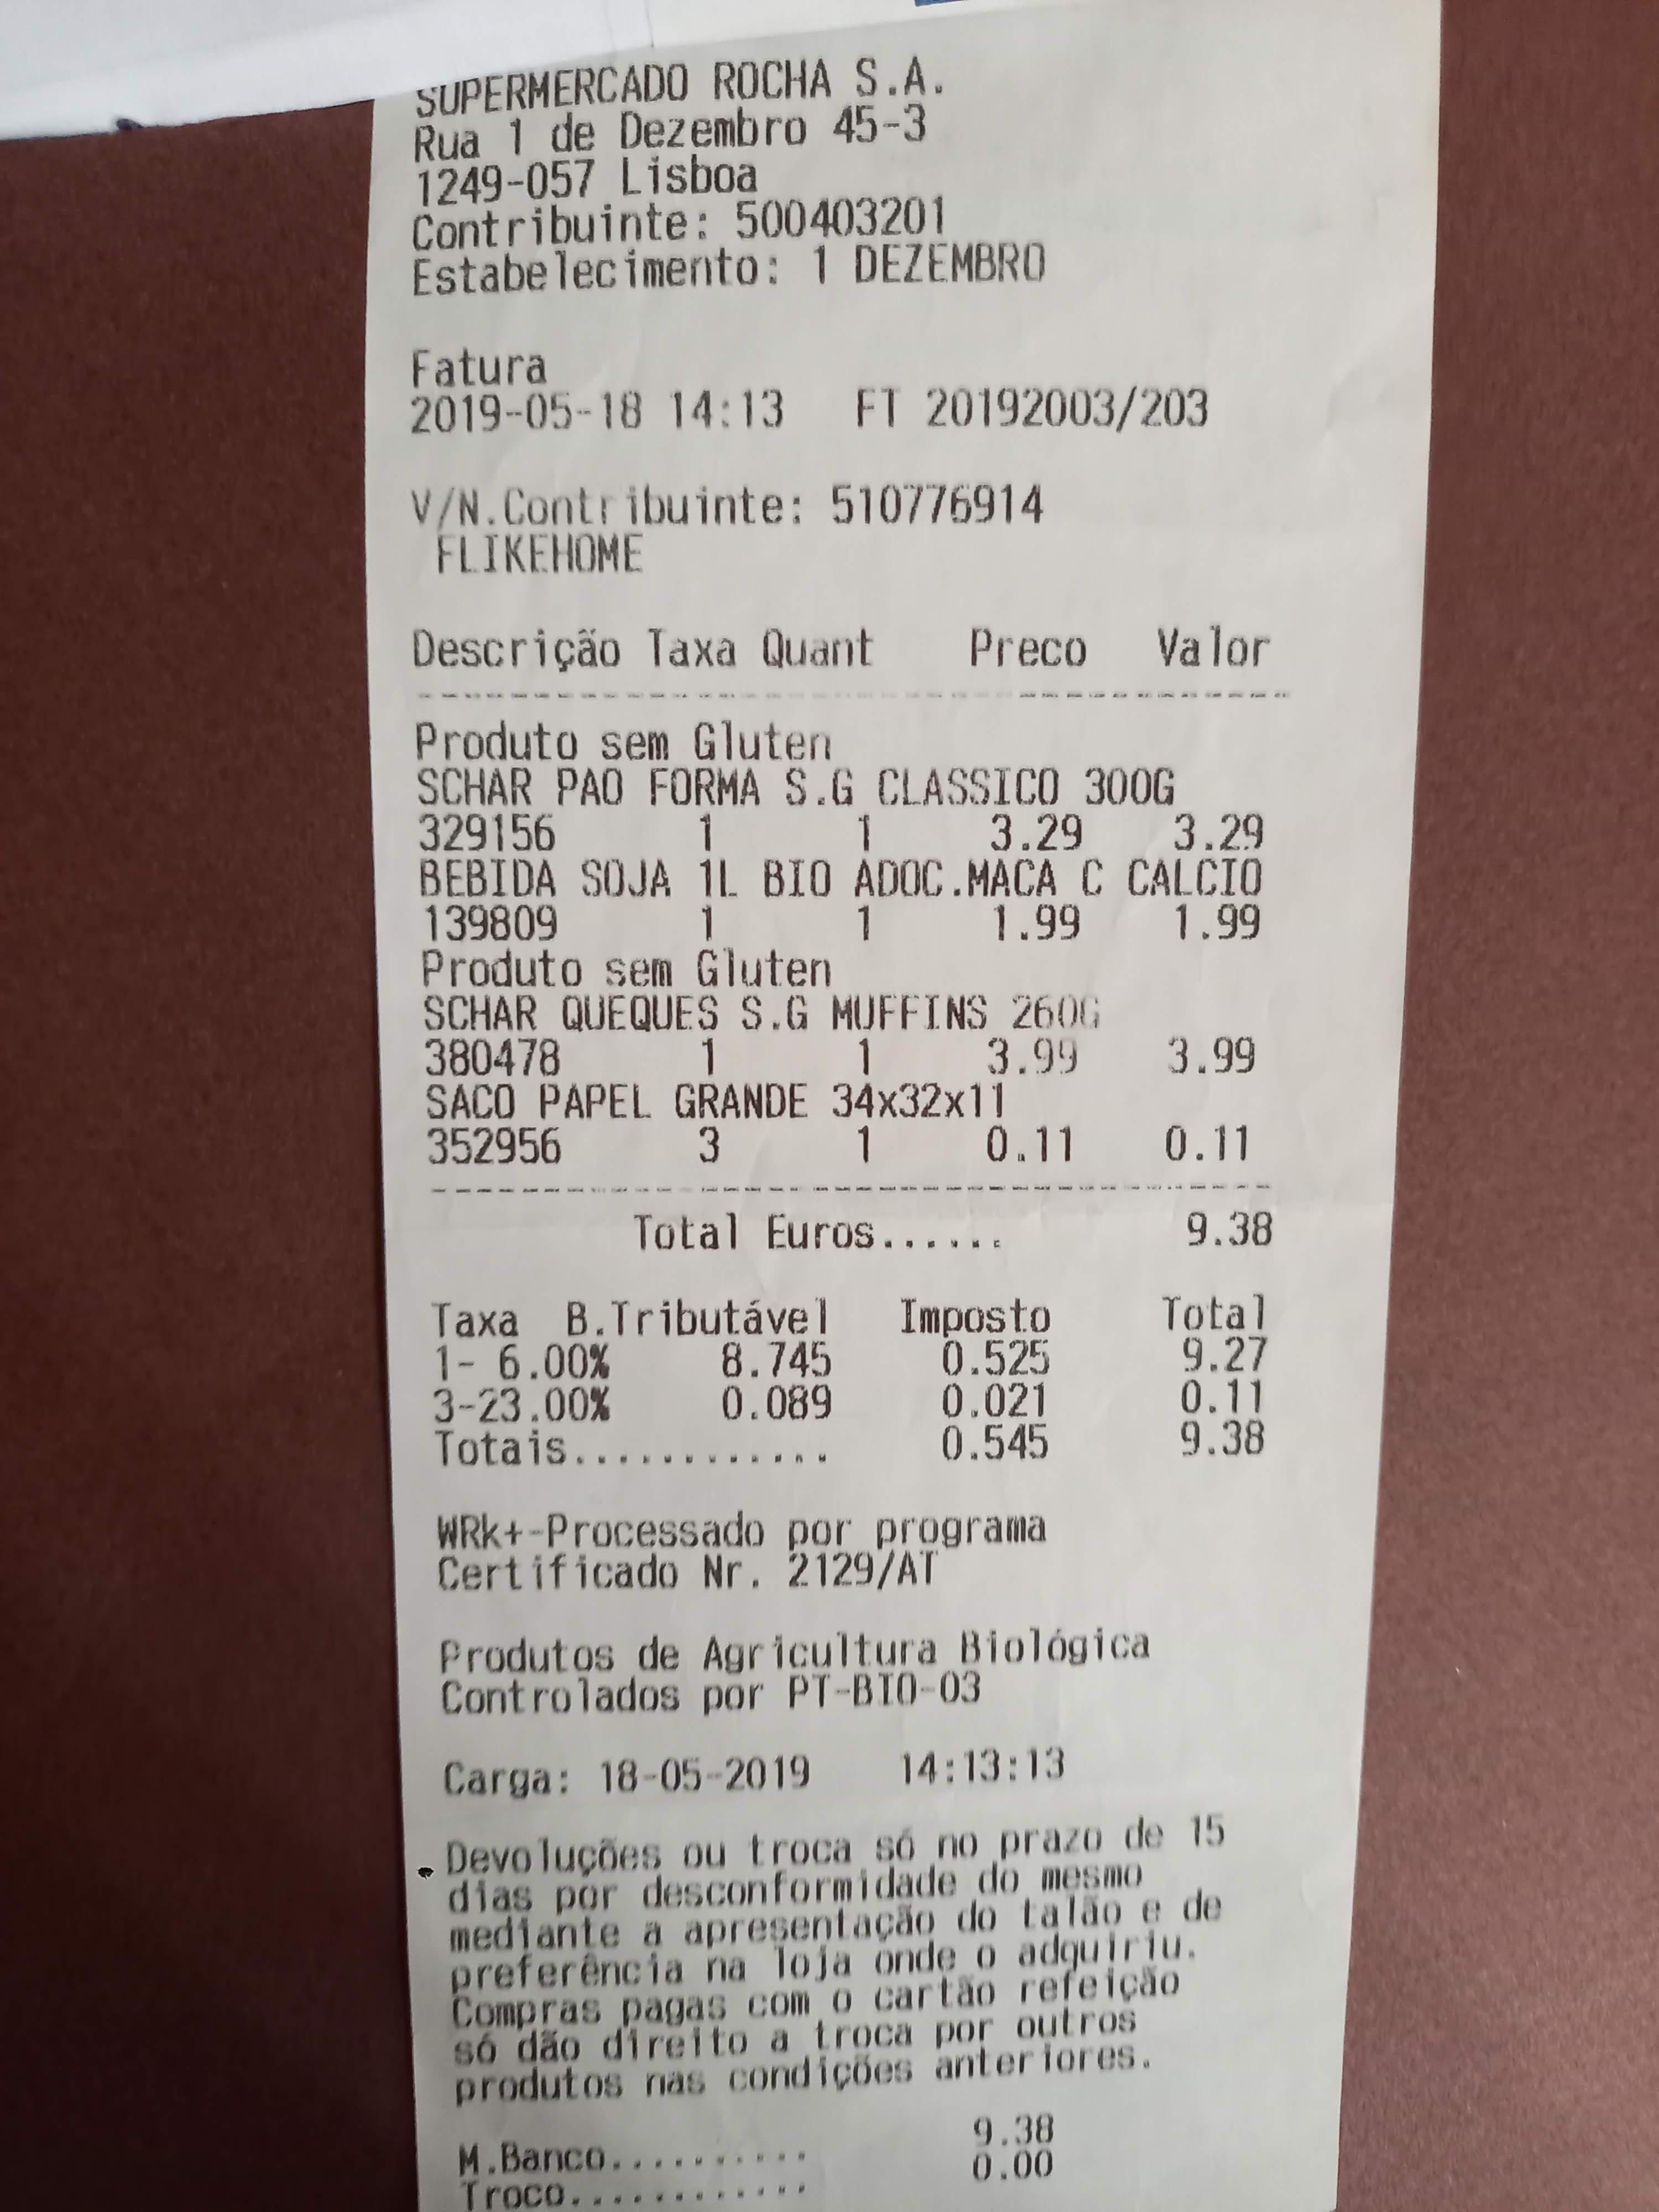 SUPERMERCADO ROCHA S.A.
Rua 1 de Dezembro 45-3
1249-057 Lisboa
Contribuinte: 500403201
Estabelecimento: 1 DEZEMBRO
Fatura
2019-05-18 14:13 FT 20192003/203
V/N.Contribuinte: 510776914
FLIKEHOME
Descrição Taxa Quant Preco Valor
Produto sem Gluten
SCHAR PAO FORMA S.G CLASSICO 300G
329156 1 1 3.29 3.29
BEBIDA SOJA 1L BIO ADOC.MACA C CALCIO
139809 1 1 1.99 1.99
Produto sem Gluten
SCHAR QUEQUES S.G MUFFINS 260G
380478 1 1 3.99 3.99
SACO PAPEL GRANDE 34x32x11
352956 3 1 0.11 0.11
Total Euros...... 9.38
Taxa B.Tributável Imposto Total
1- 6.00% 8.745 0.525 9.27
3-23.00% 0.089 0.021 0.11
Totais............ 0.545 9.38
WRk+-Processado por programa
Certificado Nr. 2129/AT
Produtos de Agricultura Biológica
Controlados por PT-BIO-03
Carga: 18-05-2019 14:13:13
Devoluções ou troca só no prazo de 15
dias por desconformidade do mesmo
mediante a apresentação do talão e de
preferência na loja onde o adquiriu.
Compras pagas com o cartão refeição
só dão direito a troca por outros
produtos nas condições anteriores.
M.Banco......... 9.38
Troco........... 0.00